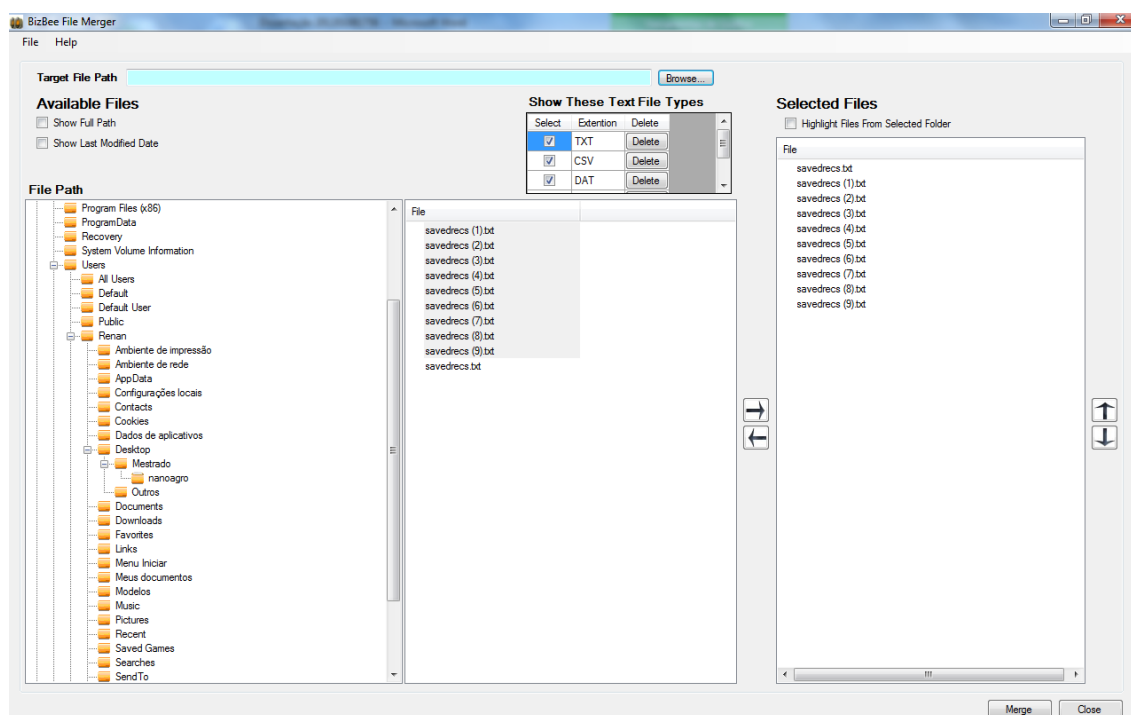 BizBee File Merger
File Help
Target File Path Browse...
Available Files
Show Full Path
Show Last Modified Date
Show These Text File Types
Select Extention Delete
TXT Delete
CSV Delete
DAT Delete
Selected Files
Highlight Files From Selected Folder
File Path
Program Files (x86)
ProgramData
Recovery
System Volume Information
Users
All Users
Default
Default User
Public
Renan
Ambiente de impressão
Ambiente de rede
AppData
Configurações locais
Contacts
Cookies
Dados de aplicativos
Desktop
Mestrado
nanoagro
Outros
Documents
Downloads
Favorites
Links
Menu Iniciar
Meus documentos
Modelos
Music
Pictures
Recent
Saved Games
Searches
SendTo
File
savedrecs (1).txt
savedrecs (2).txt
savedrecs (3).txt
savedrecs (4).txt
savedrecs (5).txt
savedrecs (6).txt
savedrecs (7).txt
savedrecs (8).txt
savedrecs (9).txt
savedrecs.txt
File
savedrecs.txt
savedrecs (1).txt
savedrecs (2).txt
savedrecs (3).txt
savedrecs (4).txt
savedrecs (5).txt
savedrecs (6).txt
savedrecs (7).txt
savedrecs (8).txt
savedrecs (9).txt
Merge Close